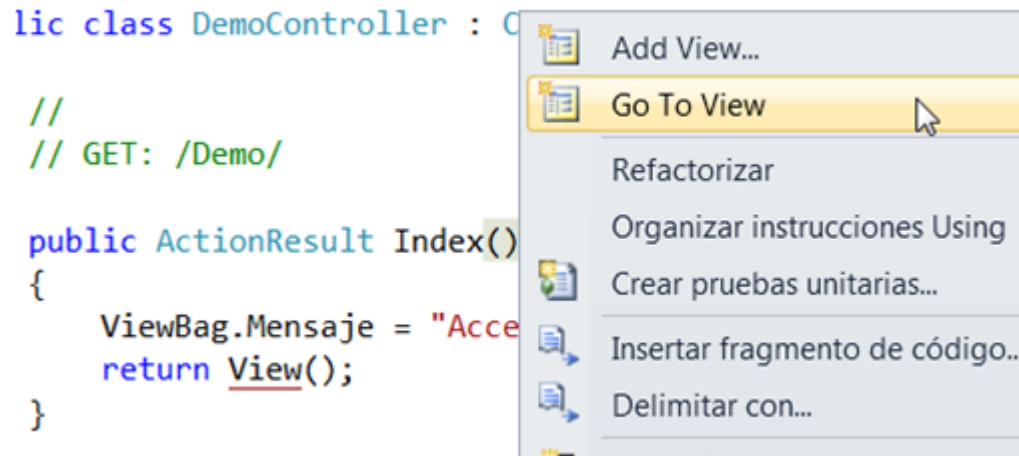 lic class DemoController : C
//
// GET: /Demo/
public ActionResult Index()
{
ViewBag.Mensaje = "Acce
return View();
}
Add View...
Go To View
Refactorizar
Organizar instrucciones Using
Crear pruebas unitarias...
Insertar fragmento de código..
Delimitar con...